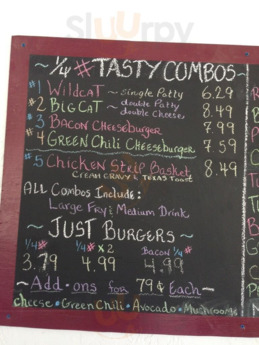 Slurrpy
~ 1/4 # TASTY COMBOS ~
#1 WILDCAT ~ single Patty 6.29
#2 BIG CAT ~ double Patty double Cheese 8.49
#3 BACON CHEESEBURGER 7.99
#4 GREEN CHILI CHEESEBURGER 7.59
#5 CHICKEN STRIP BASKET 8.49
CREAM GRAVY & TEXAS TOAST
ALL COMBOS INCLUDE:
LARGE FRY & MEDIUM DRINK
~ JUST BURGERS ~
1/4# 1/4# x2 BACON 1/4#
3.79 4.99 4.99
~ Add-ons FOR 79¢ Each ~
cheese • Green Chili • Avocado • Mushrooms